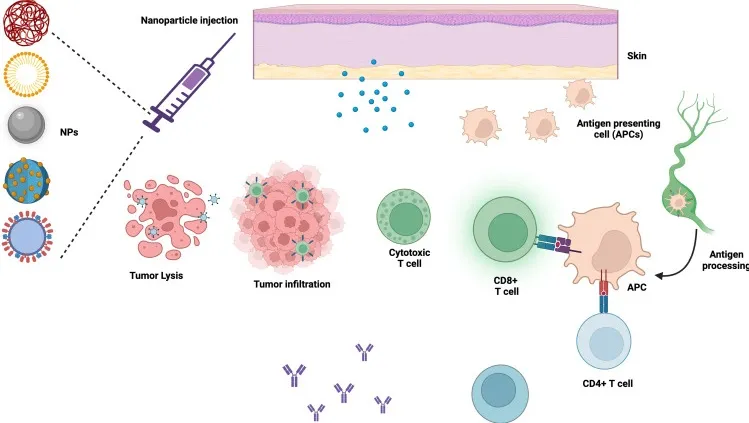 Nanoparticle injection
Skin
NPs
Antigen presenting
cell (APCs)
Tumor Lysis
Tumor infiltration
Cytotoxic
T cell
CD8+
T cell
APC
Antigen
processing
CD4+ T cell